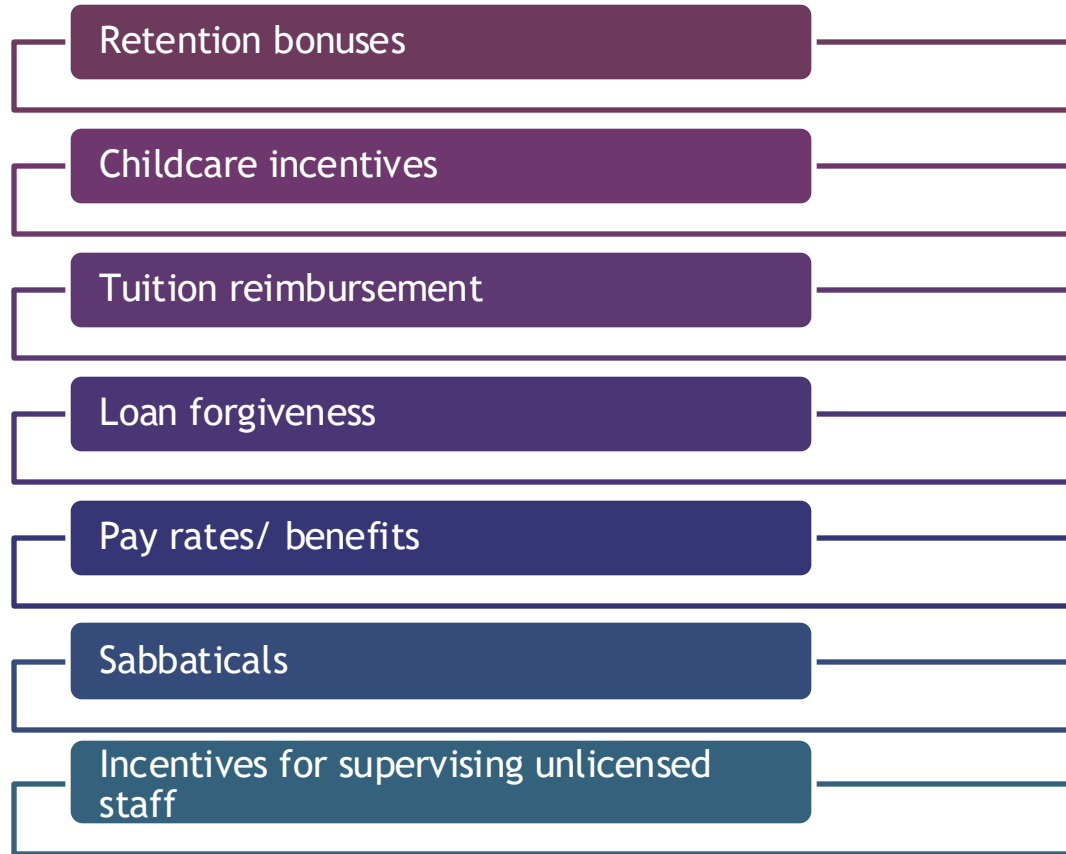 Retention bonuses
Childcare incentives
Tuition reimbursement
Loan forgiveness
Pay rates/ benefits
Sabbaticals
Incentives for supervising unlicensed
staff